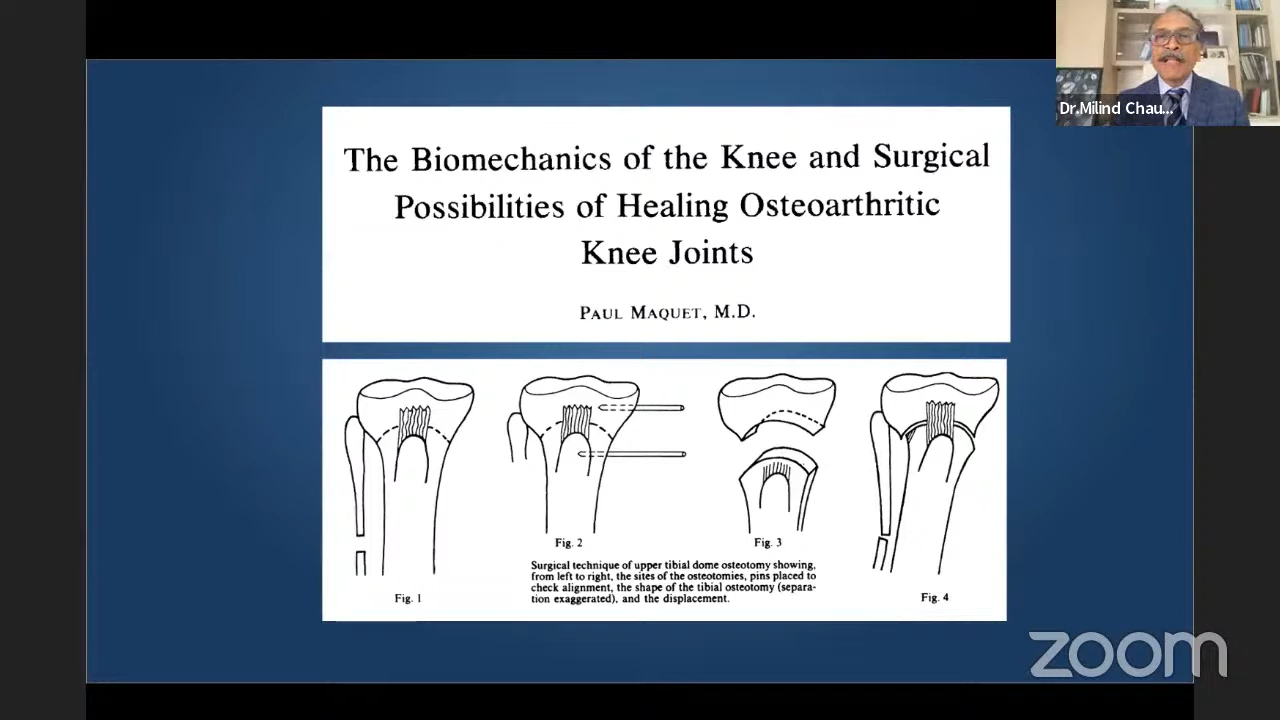 Dr.Milind Chau...
The Biomechanics of the Knee and Surgical
Possibilities of Healing Osteoarthritic
Knee Joints
PAUL MAQUET, M.D.
Fig. 1
Fig. 2
Fig. 3
Surgical technique of upper tibial dome osteotomy showing,
from left to right, the sites of the osteotomies, pins placed to
check alignment, the shape of the tibial osteotomy (separa-
tion exaggerated), and the displacement.
Fig. 4
zoom